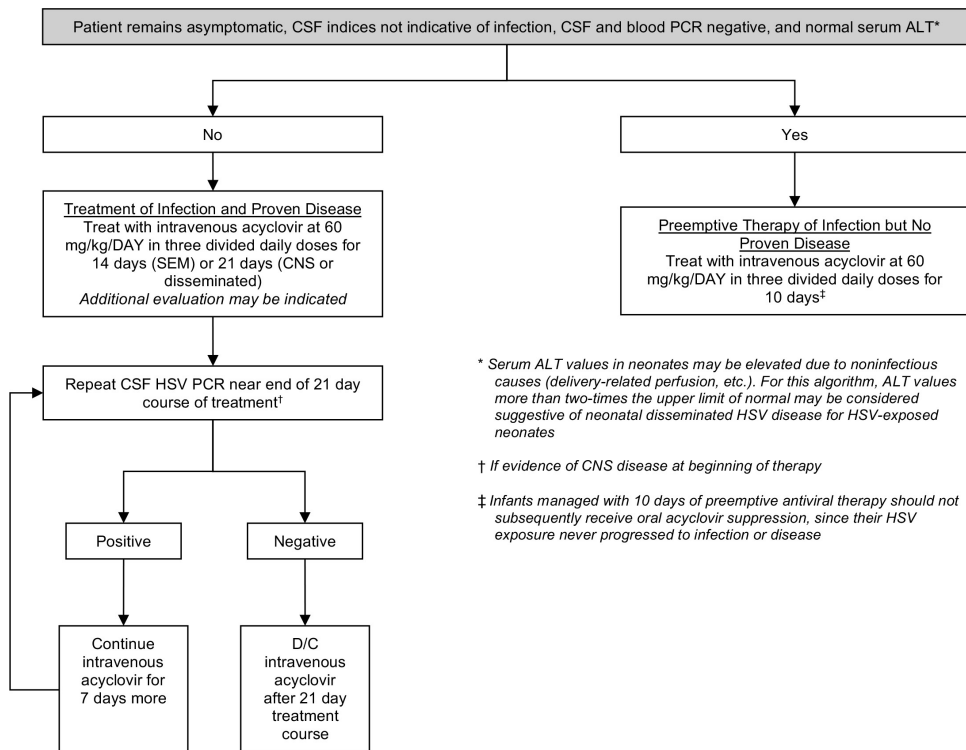 Patient remains asymptomatic, CSF indices not indicative of infection, CSF and blood PCR negative, and normal serum ALT*
No
Yes
Treatment of Infection and Proven Disease
Treat with intravenous acyclovir at 60
mg/kg/DAY in three divided daily doses for
14 days (SEM) or 21 days (CNS or
disseminated)
Additional evaluation may be indicated
Preemptive Therapy of Infection but No
Proven Disease
Treat with intravenous acyclovir at 60
mg/kg/DAY in three divided daily doses for
10 days‡
Repeat CSF HSV PCR near end of 21 day
course of treatment†
Positive
Negative
Continue
intravenous
acyclovir for
7 days more
D/C
intravenous
acyclovir
after 21 day
treatment
course
* Serum ALT values in neonates may be elevated due to noninfectious
causes (delivery-related perfusion, etc.). For this algorithm, ALT values
more than two-times the upper limit of normal may be considered
suggestive of neonatal disseminated HSV disease for HSV-exposed
neonates
† If evidence of CNS disease at beginning of therapy
‡ Infants managed with 10 days of preemptive antiviral therapy should not
subsequently receive oral acyclovir suppression, since their HSV
exposure never progressed to infection or disease